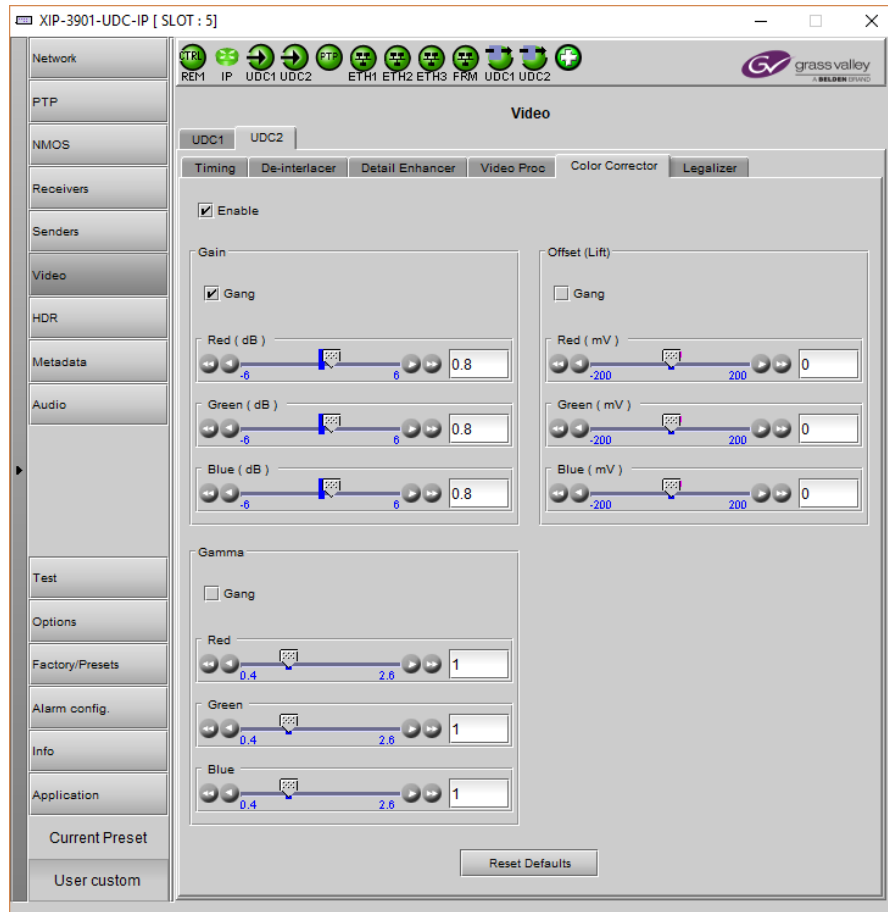 XIP-3901-UDC-IP [ SLOT : 5]
Network
PTP
NMOS
Receivers
Senders
Video
HDR
Metadata
Audio
Test
Options
Factory/Presets
Alarm config.
Info
Application
Current Preset
User custom
CTRL PTP
REM IP UDC1 UDC2 ETH1 ETH2 ETH3 FRM UDC1 UDC2
GV grass valley
A BELDEN BRAND
Video
UDC1 UDC2
Timing De-interlacer Detail Enhancer Video Proc Color Corrector Legalizer
Enable
Gain
Gang
Red ( dB )
-6 6 0.8
Green ( dB )
-6 6 0.8
Blue ( dB )
-6 6 0.8
Offset (Lift)
Gang
Red ( mV )
-200 200 0
Green ( mV )
-200 200 0
Blue ( mV )
-200 200 0
Gamma
Gang
Red
0.4 2.6 1
Green
0.4 2.6 1
Blue
0.4 2.6 1
Reset Defaults